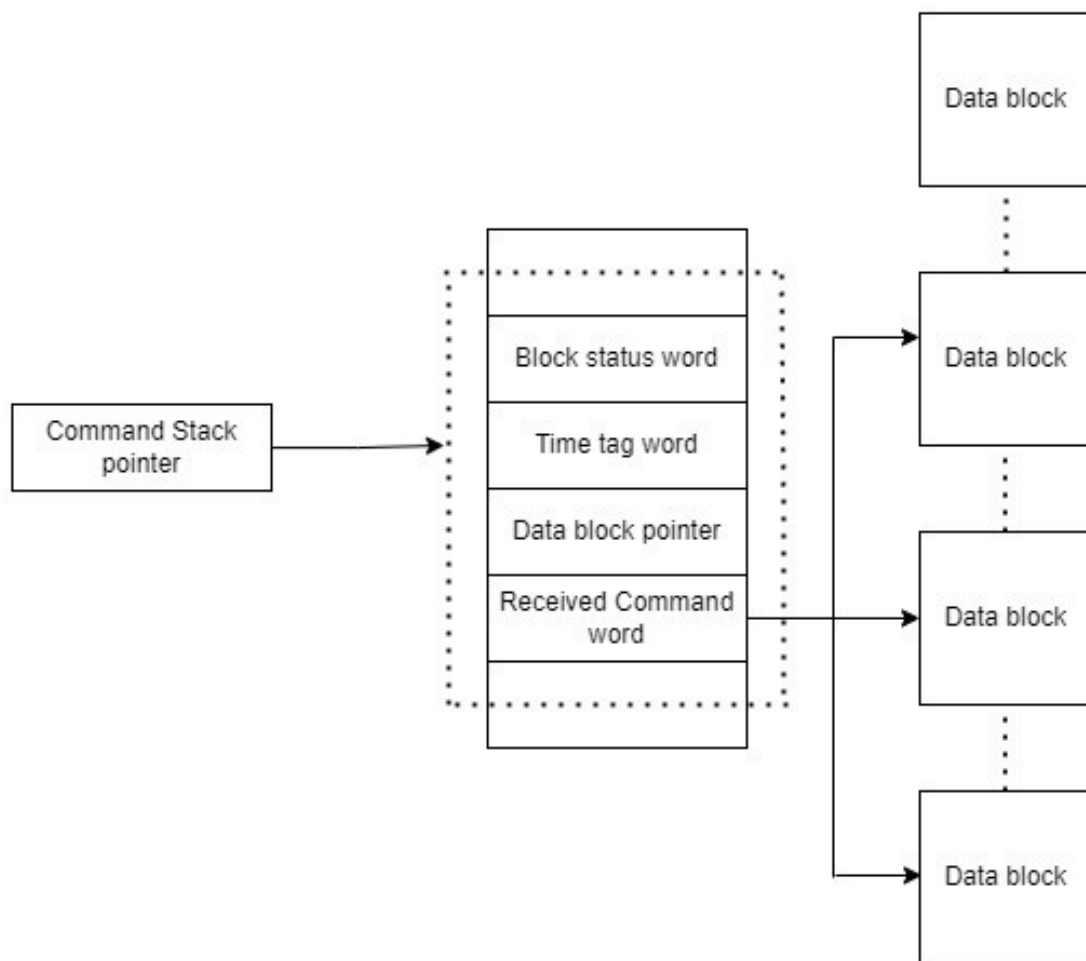 Data block
Block status word
Data block
Command Stack
pointer
Time tag word
Data block pointer
Received Command
word
Data block
Data block